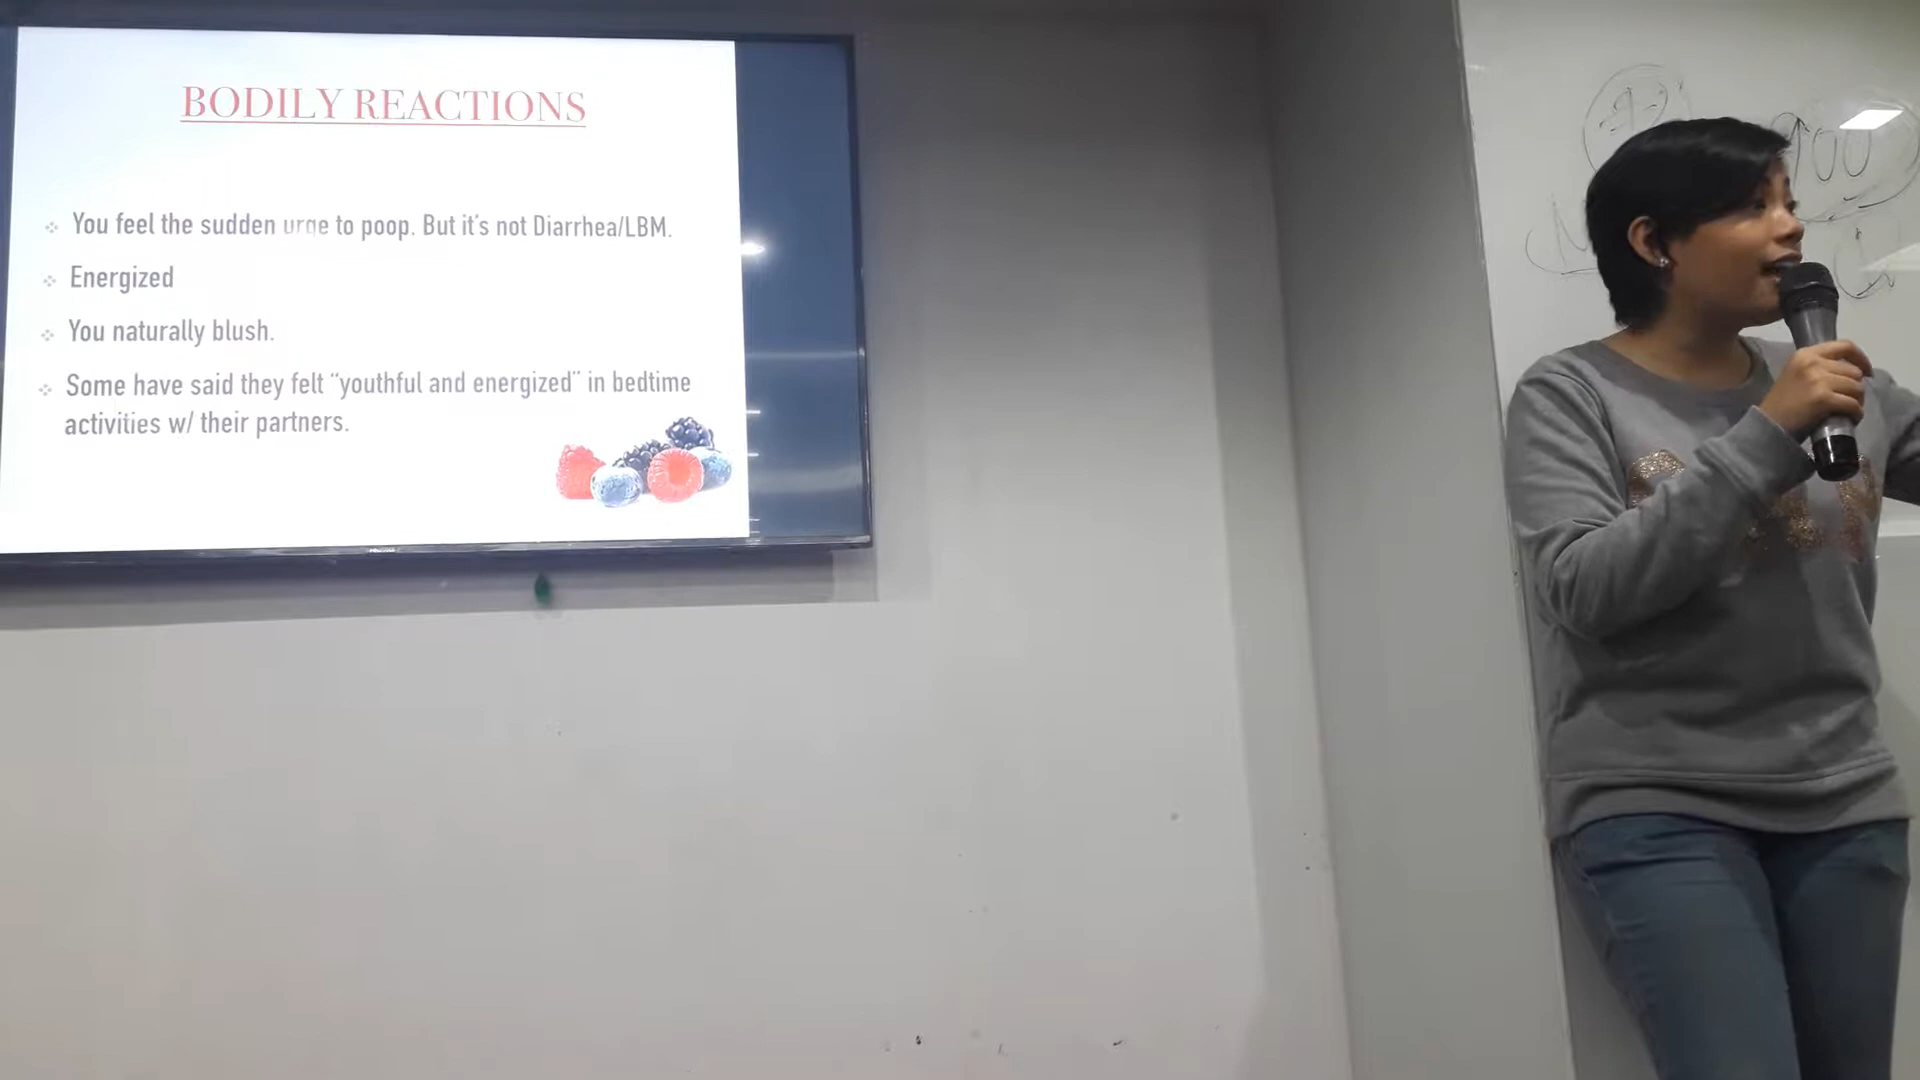 BODILY REACTIONS
You feel the sudden urge to poop. But it's not Diarrhea/LBM.
Energized
You naturally blush.
Some have said they felt "youthful and energized" in bedtime
activities w/ their partners.